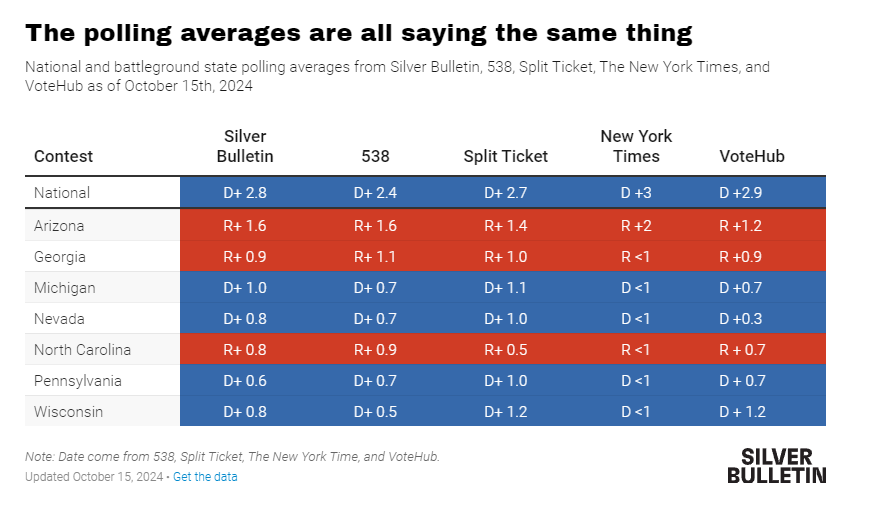 The polling averages are all saying the same thing
National and battleground state polling averages from Silver Bulletin, 538, Split Ticket, The New York Times, and
VoteHub as of October 15th, 2024
Contest Silver Bulletin 538 Split Ticket New York Times VoteHub
National D+ 2.8 D+ 2.4 D+ 2.7 D +3 D +2.9
Arizona R+ 1.6 R+ 1.6 R+ 1.4 R +2 R +1.2
Georgia R+ 0.9 R+ 1.1 R+ 1.0 R <1 R +0.9
Michigan D+ 1.0 D+ 0.7 D+ 1.1 D <1 D +0.7
Nevada D+ 0.8 D+ 0.7 D+ 1.0 D <1 D +0.3
North Carolina R+ 0.8 R+ 0.9 R+ 0.5 R <1 R + 0.7
Pennsylvania D+ 0.6 D+ 0.7 D+ 1.0 D <1 D + 0.7
Wisconsin D+ 0.8 D+ 0.5 D+ 1.2 D <1 D + 1.2
Note: Date come from 538, Split Ticket, The New York Time, and VoteHub.
Updated October 15, 2024 • Get the data
SILVER
BULLETIN